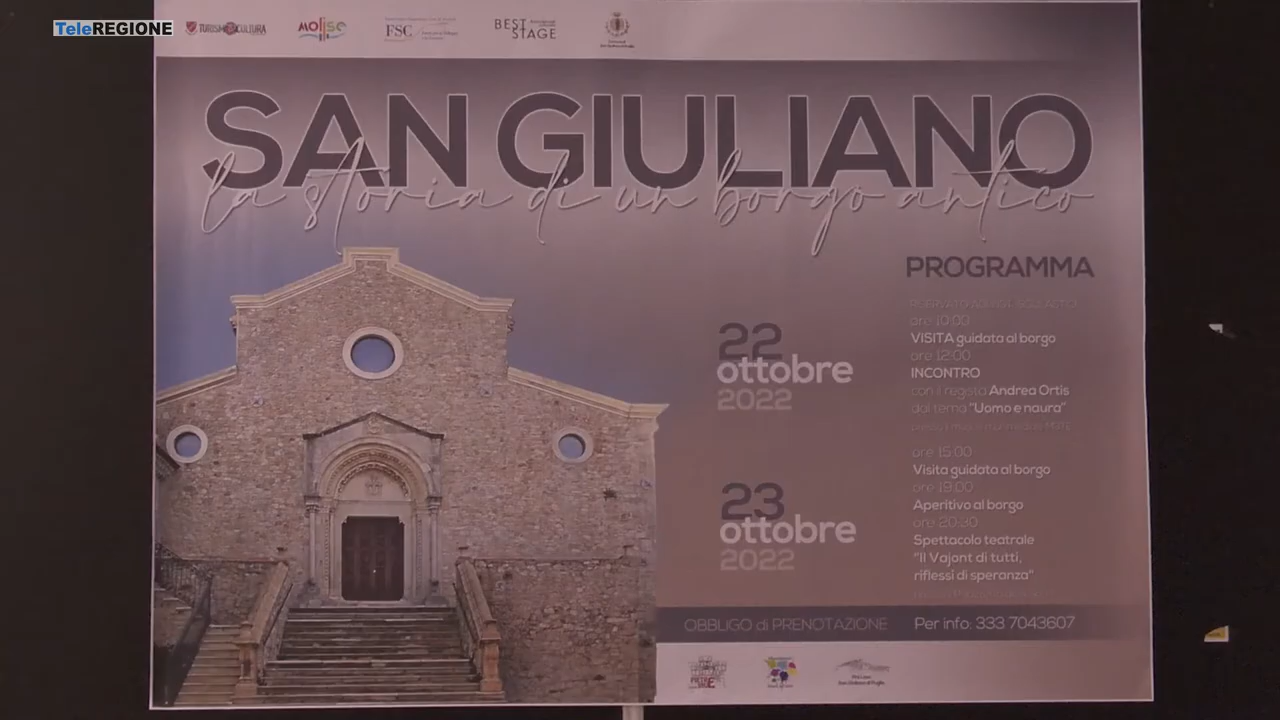 TeleREGIONE
TURISMO CULTURA
MOlise
FSC
BEST
STAGE
SAN GIULIANO
la storia di un borgo antico
PROGRAMMA
22
ottobre
2022
ore 10:00
VISITA guidata al borgo
ore 12:00
INCONTRO
con il regista Andrea Ortis
dal tema "Uomo e naura"
23
ottobre
2022
ore 15:00
Visita guidata al borgo
ore 19:00
Aperitivo al borgo
ore 20:30
Spettacolo teatrale
"Il Vajont di tutti,
riflessi di speranza"
OBBLIGO di PRENOTAZIONE
Per info: 333 7043607